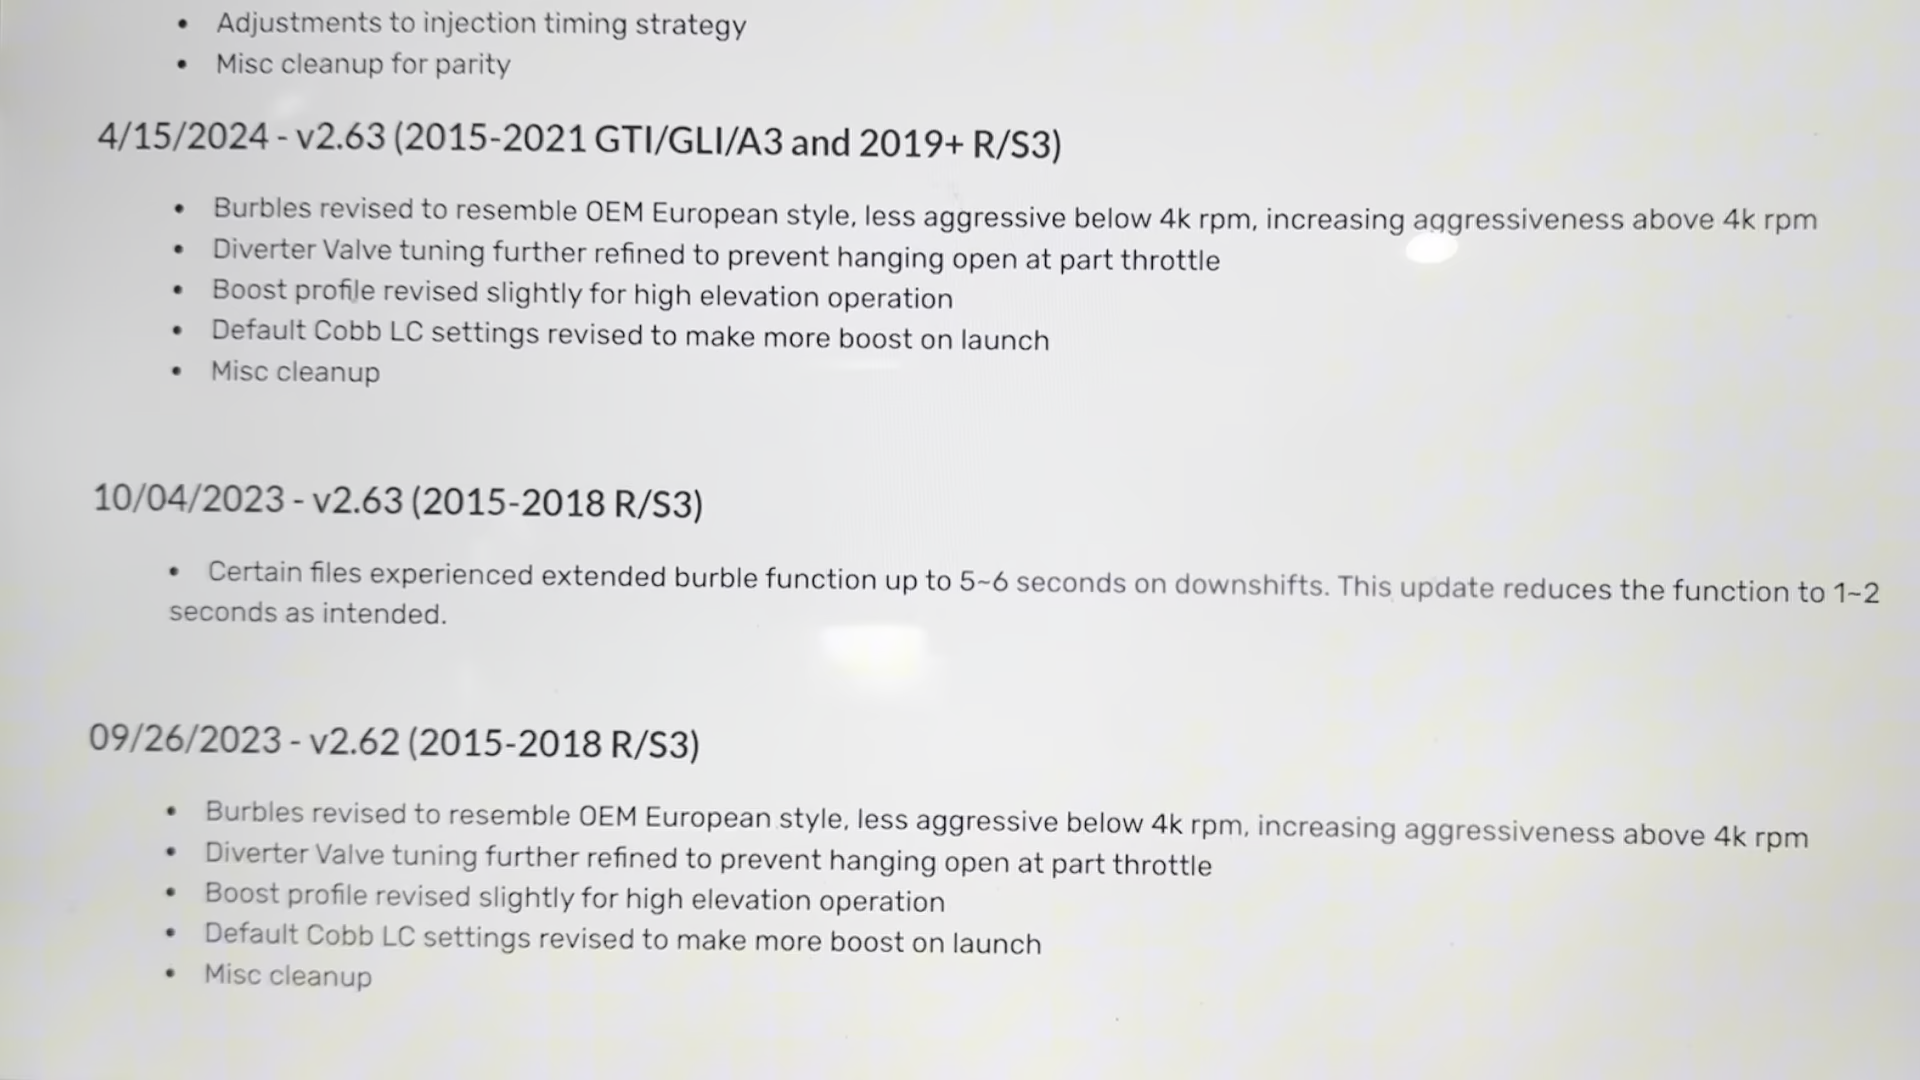 • Adjustments to injection timing strategy
• Misc cleanup for parity
4/15/2024 - v2.63 (2015-2021 GTI/GLI/A3 and 2019+ R/S3)
• Burbles revised to resemble OEM European style, less aggressive below 4k rpm, increasing aggressiveness above 4k rpm
• Diverter Valve tuning further refined to prevent hanging open at part throttle
• Boost profile revised slightly for high elevation operation
• Default Cobb LC settings revised to make more boost on launch
• Misc cleanup
10/04/2023 - v2.63 (2015-2018 R/S3)
• Certain files experienced extended burble function up to 5~6 seconds on downshifts. This update reduces the function to 1~2
seconds as intended.
09/26/2023 - v2.62 (2015-2018 R/S3)
• Burbles revised to resemble OEM European style, less aggressive below 4k rpm, increasing aggressiveness above 4k rpm
• Diverter Valve tuning further refined to prevent hanging open at part throttle
• Boost profile revised slightly for high elevation operation
• Default Cobb LC settings revised to make more boost on launch
• Misc cleanup